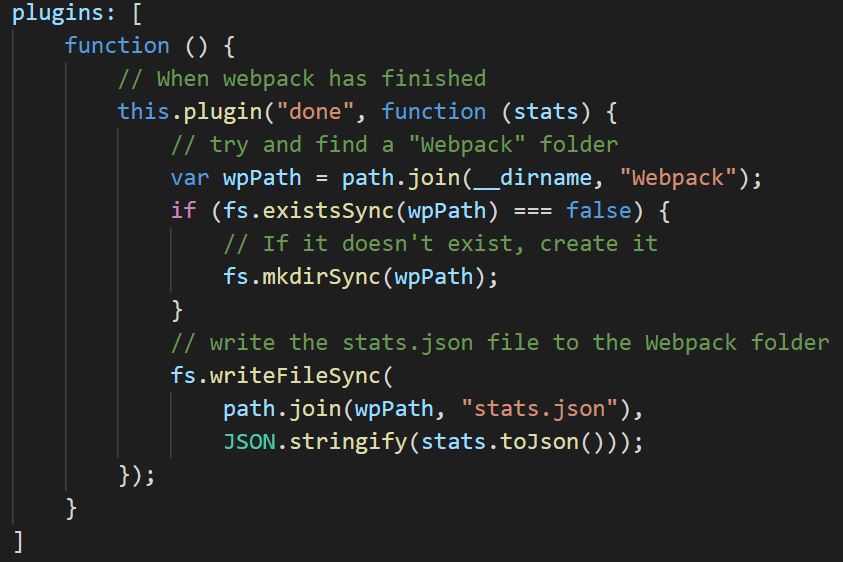 plugins: [
    function () {
        // When webpack has finished
        this.plugin("done", function (stats) {
            // try and find a "Webpack" folder
            var wpPath = path.join(__dirname, "Webpack");
            if (fs.existsSync(wpPath) === false) {
                // If it doesn't exist, create it
                fs.mkdirSync(wpPath);
            }
            // write the stats.json file to the Webpack folder
            fs.writeFileSync(
                path.join(wpPath, "stats.json"),
                JSON.stringify(stats.toJson()));
        });
    }
]